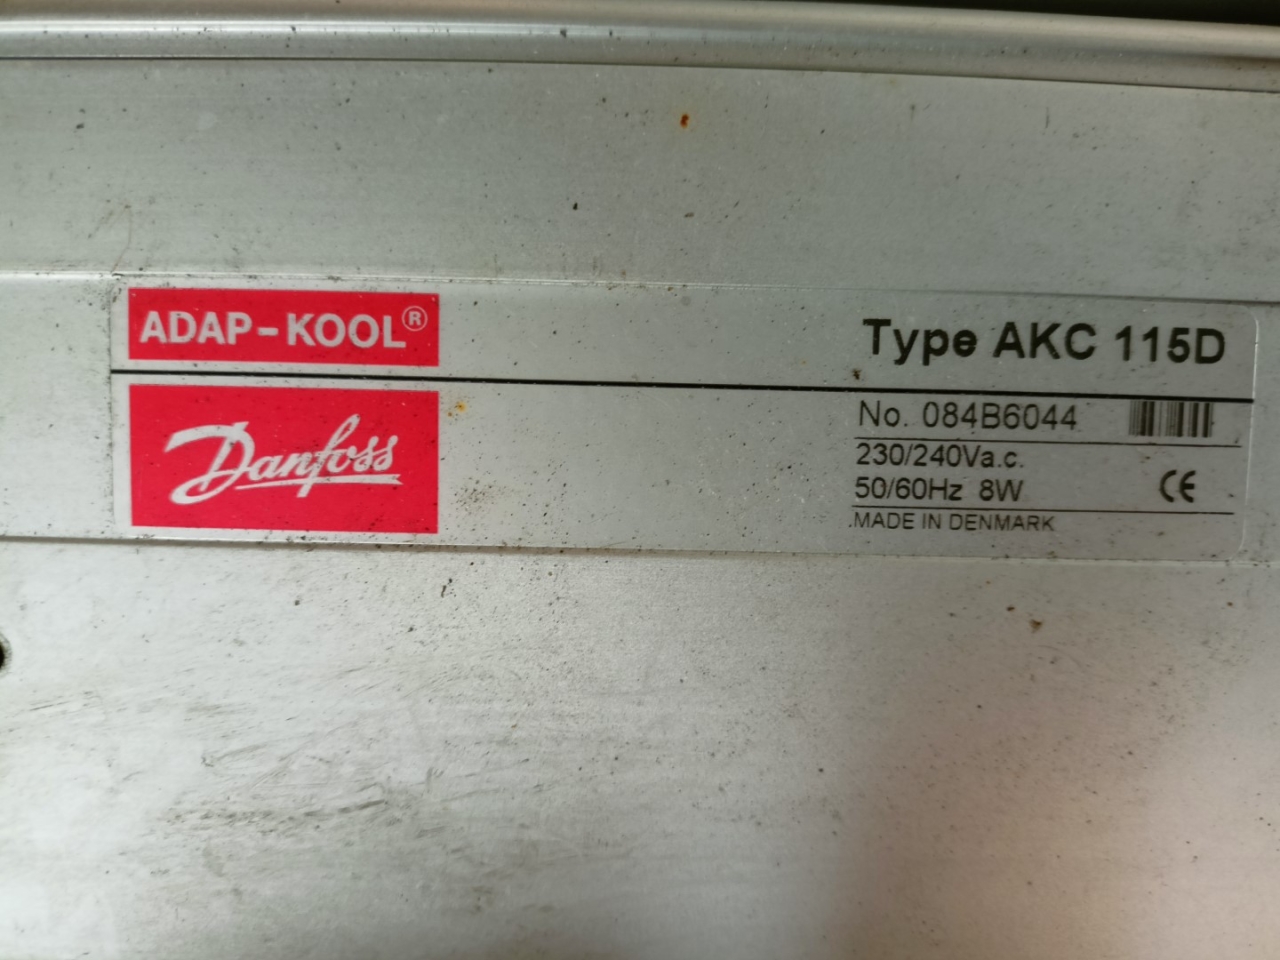 ADAP-KOOL®
Danfoss
Type AKC 115D
No. 084B6044
230/240Va.c.
50/60Hz 8W
CE
MADE IN DENMARK